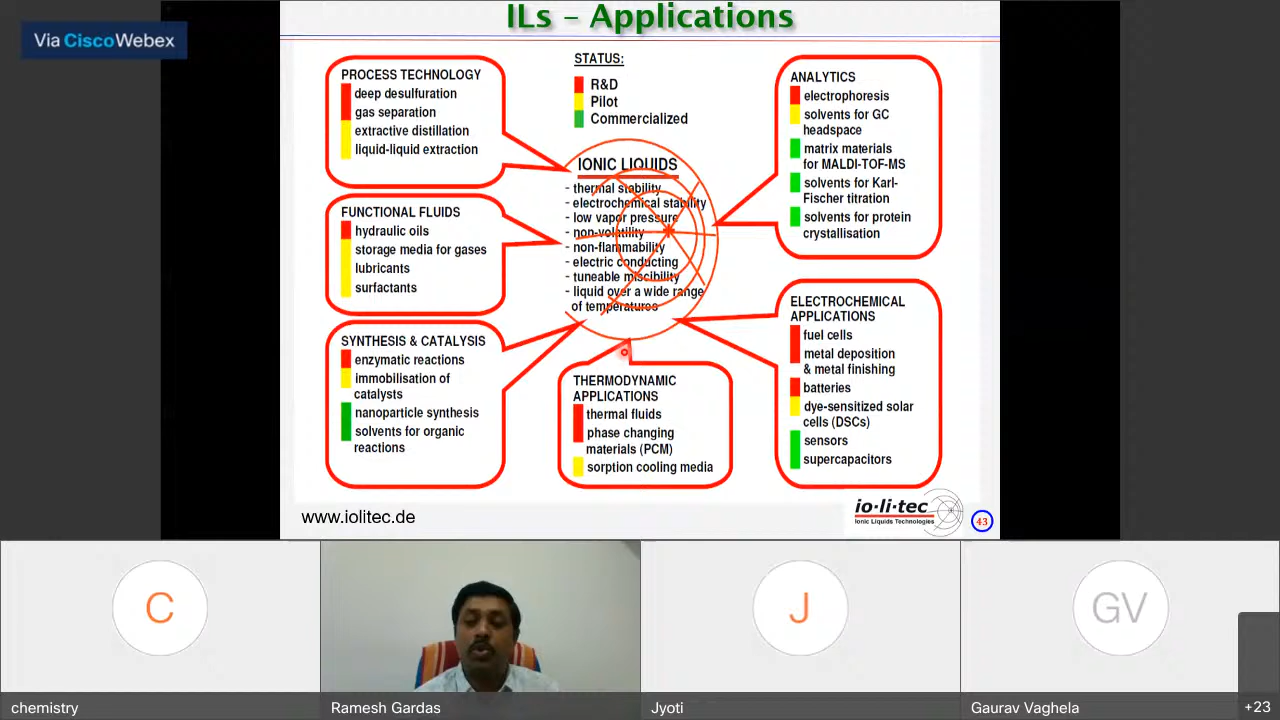 Via CiscoWebex
ILs – Applications
PROCESS TECHNOLOGY
deep desulfuration
gas separation
extractive distillation
liquid-liquid extraction
FUNCTIONAL FLUIDS
hydraulic oils
storage media for gases
lubricants
surfactants
SYNTHESIS & CATALYSIS
enzymatic reactions
immobilisation of
catalysts
nanoparticle synthesis
solvents for organic
reactions
STATUS:
R&D
Pilot
Commercialized
IONIC LIQUIDS
- thermal stability
- electrochemical stability
- low vapor pressure
- non-volatility
- non-flammability
- electric conducting
- tuneable miscibility
- liquid over a wide range
of temperatures
THERMODYNAMIC
APPLICATIONS
thermal fluids
phase changing
materials (PCM)
sorption cooling media
ANALYTICS
electrophoresis
solvents for GC
headspace
matrix materials
for MALDI-TOF-MS
solvents for Karl-
Fischer titration
solvents for protein
crystallisation
ELECTROCHEMICAL
APPLICATIONS
fuel cells
metal deposition
& metal finishing
batteries
dye-sensitized solar
cells (DSCs)
sensors
supercapacitors
www.iolitec.de
io·li·tec
Ionic Liquids Technologies
43
C
J
GV
chemistry
Ramesh Gardas
Jyoti
Gaurav Vaghela
+23